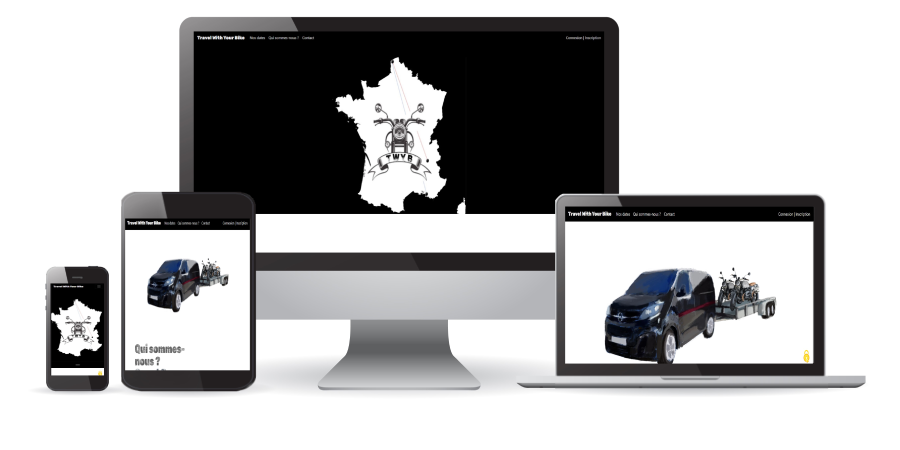 Travel With Your Bike Nos dates Qui sommes-nous ? Contact Connexion | Inscription
TWYB
Travel With Your Bike Nos dates Qui sommes-nous ? Contact Connexion | Inscription
Qui sommes-
nous ?
Travel With Your Bike Nos dates Qui sommes-nous ? Contact Connexion | Inscription
Travel With Your Bike